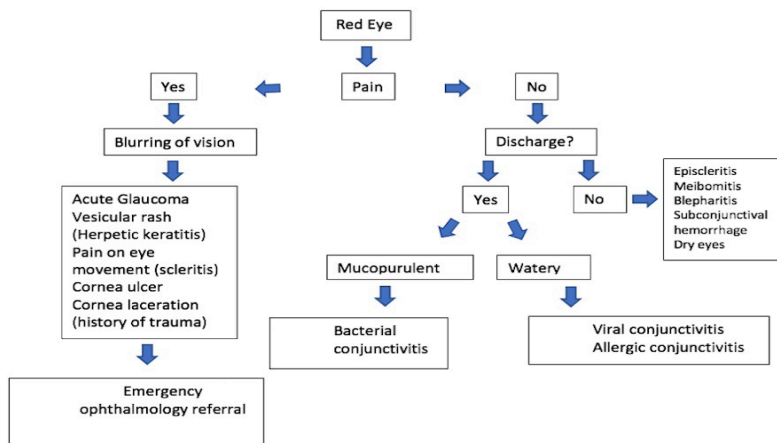 Red Eye
Yes
Pain
No
Blurring of vision
Discharge?
Acute Glaucoma
Vesicular rash
(Herpetic keratitis)
Pain on eye
movement (scleritis)
Cornea ulcer
Cornea laceration
(history of trauma)
Yes
No
Episcleritis
Meibomitis
Blepharitis
Subconjunctival
hemorrhage
Dry eyes
Mucopurulent
Watery
Bacterial
conjunctivitis
Viral conjunctivitis
Allergic conjunctivitis
Emergency
ophthalmology referral